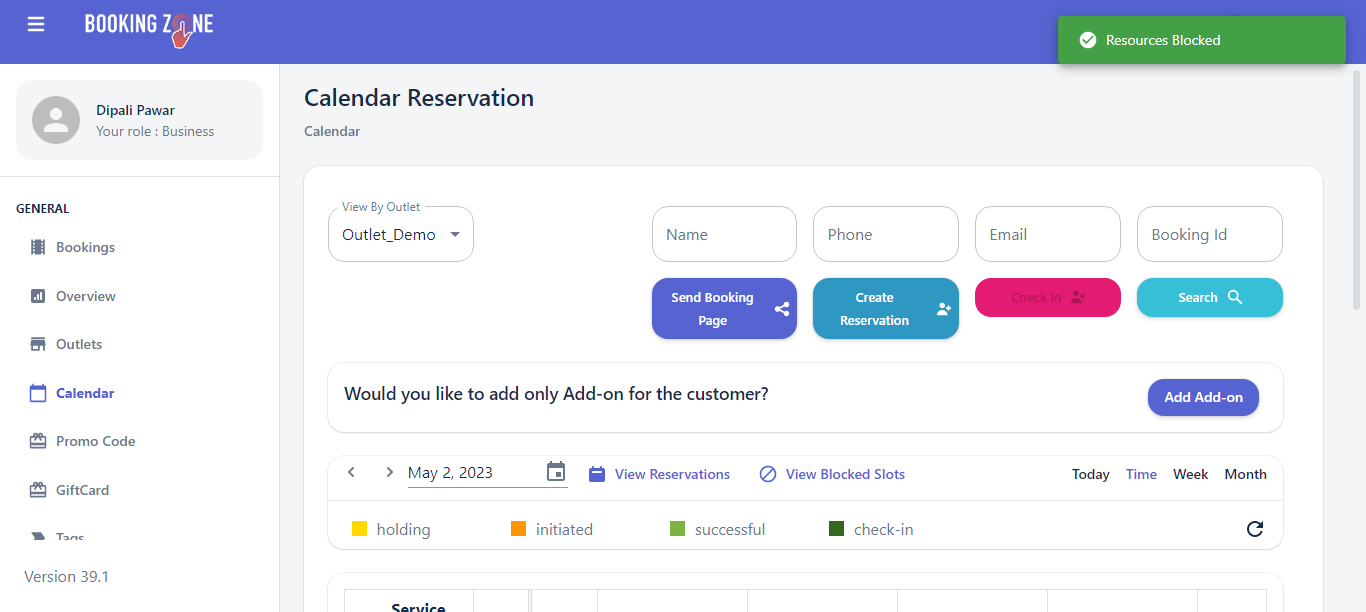 BOOKING ZONE
Resources Blocked
Dipali Pawar
Your role : Business
GENERAL
Bookings
Overview
Outlets
Calendar
Promo Code
GiftCard
Tags
Version 39.1
Calendar Reservation
Calendar
View By Outlet
Outlet_Demo
Name
Phone
Email
Booking Id
Send Booking
Page
Create
Reservation
Check In
Search
Would you like to add only Add-on for the customer?
Add Add-on
May 2, 2023
View Reservations
View Blocked Slots
Today
Time
Week
Month
holding
initiated
successful
check-in
Service